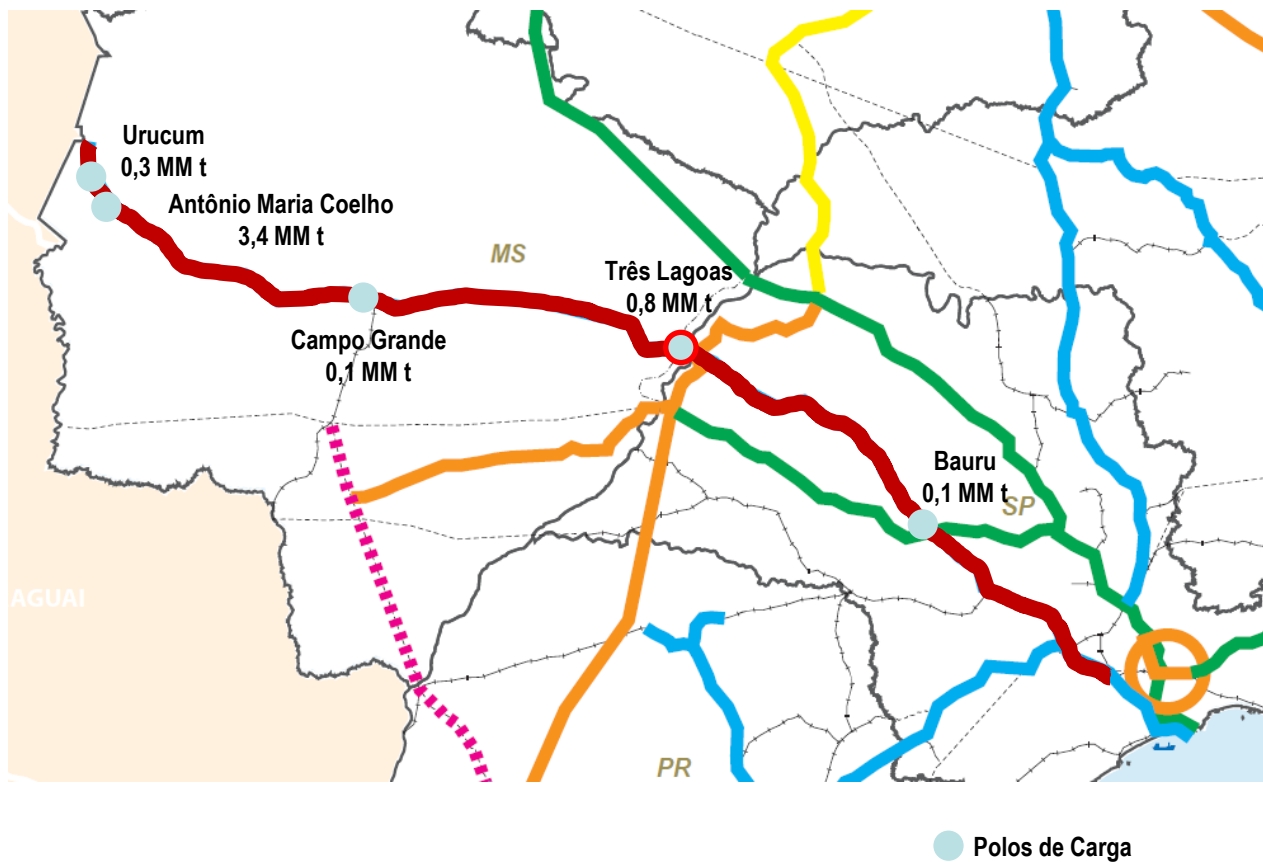 Urucum
0,3 MM t
Antônio Maria Coelho
3,4 MM t
MS
Três Lagoas
0,8 MM t
Campo Grande
0,1 MM t
Bauru
0,1 MM t
SP
AGUAI
PR
Polos de Carga